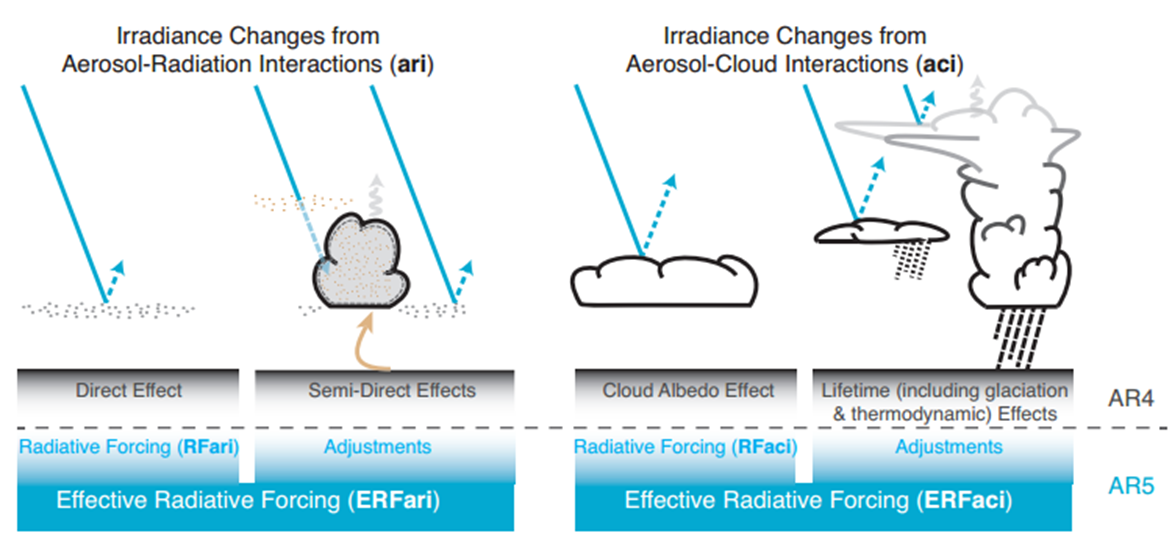 Irradiance Changes from
Aerosol-Radiation Interactions (ari)
Irradiance Changes from
Aerosol-Cloud Interactions (aci)
Direct Effect
Semi-Direct Effects
Cloud Albedo Effect
Lifetime (including glaciation
& thermodynamic) Effects
AR4
Radiative Forcing (RFari)
Adjustments
Radiative Forcing (RFaci)
Adjustments
Effective Radiative Forcing (ERFari)
Effective Radiative Forcing (ERFaci)
AR5